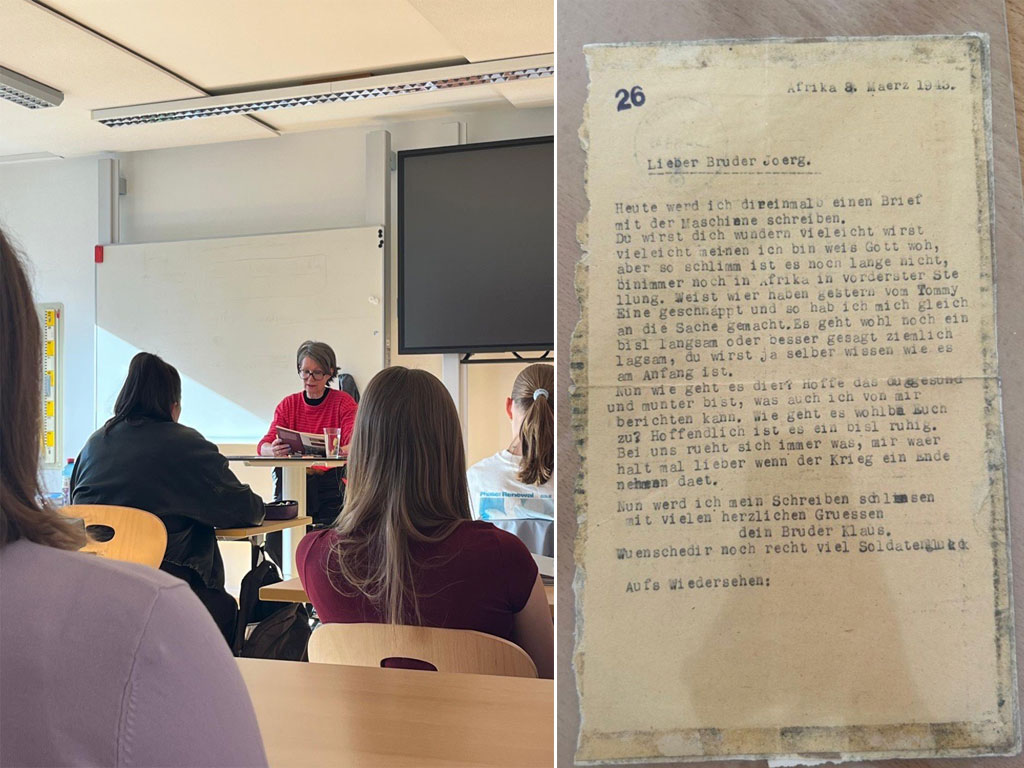 26
Afrika 8. Maerz 1943.
Lieber Bruder Joerg.
Heute werd ich direinmalo einen Brief
mit der Maschiene schreiben.
Du wirst dich wundern vieleicht wirst
vieleicht meinen ich bin weis Gott woh,
aber so schlimm ist es noch lange nicht,
binimmer noch in Afrika in vorderster Ste
llung. Weist wier haben gestern vom Tommy
Eine geschnappt und so hab ich mich gleich
an die Sache gemacht.Es geht wohl noch ein
bisl langsam oder besser gesagt ziemlich
lagsam, du wirst ja selber wissen wie es
am Anfang ist.
Nun wie geht es dier? Hoffe das du gesund
und munter bist, was auch ich von mir
berichten kann. Wie geht es wohl Euch
zu? Hoffendlich ist es ein bisl ruhig.
Bei uns rueht sich immer was, mir waer
halt mal lieber wenn der Krieg ein Ende
nehmen daet.
Nun werd ich mein Schreiben schliesen
mit vielen herzlichen Gruessen
dein Bruder Klaus.
Wuenschedir noch recht viel Soldatenglück
Aufs Wiedersehen: